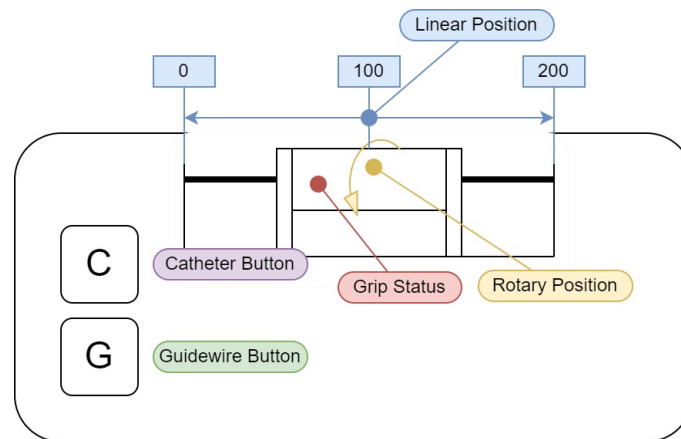 Linear Position
0
100
200
C
Catheter Button
Grip Status
Rotary Position
G
Guidewire Button